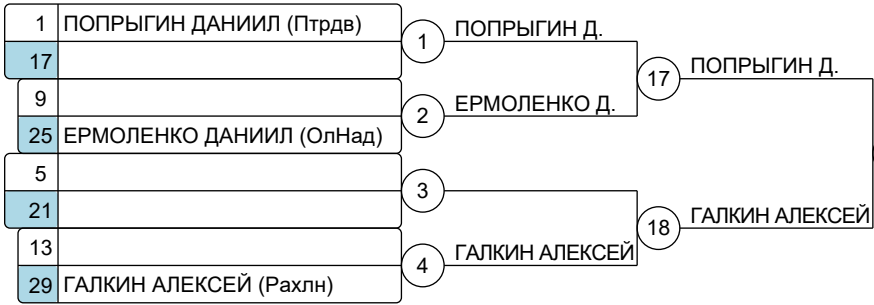 1 ПОПРЫГИН ДАНИИЛ (Птрдв)
17
1
ПОПРЫГИН Д.
9
25 ЕРМОЛЕНКО ДАНИИЛ (ОлНад)
2
ЕРМОЛЕНКО Д.
17
ПОПРЫГИН Д.
5
21
3
13
29 ГАЛКИН АЛЕКСЕЙ (Рахлн)
4
ГАЛКИН АЛЕКСЕЙ
18
ГАЛКИН АЛЕКСЕЙ